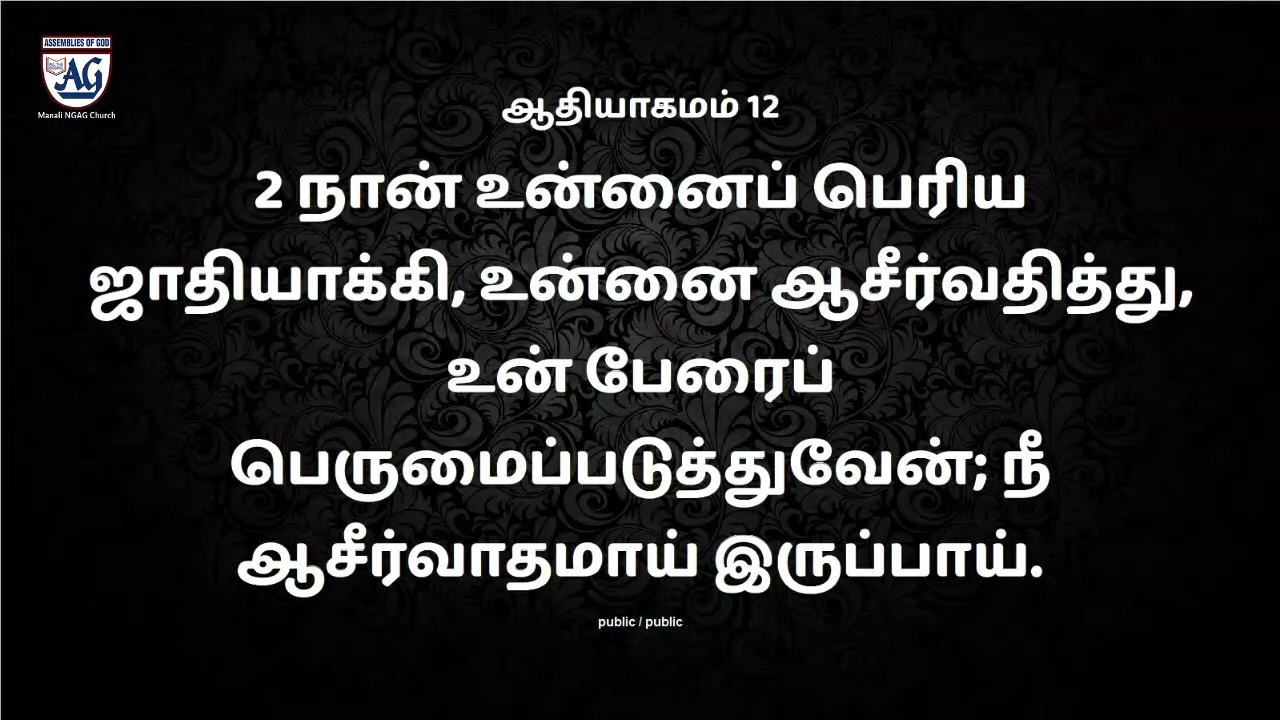 ASSEMBLIES OF GOD
AG
Manali NGAG Church
ஆதியாகமம் 12
2 நான் உன்னைப் பெரிய
ஜாதியாக்கி, உன்னை ஆசீர்வதித்து,
உன் பேரைப்
பெருமைப்படுத்துவேன்; நீ
ஆசீர்வாதமாய் இருப்பாய்.
public / public